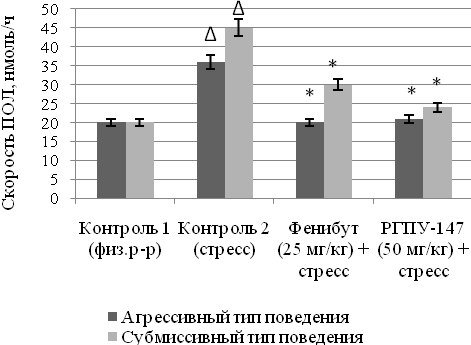 Скорость ПОЛ, нмоль/ч
50
45
40
35
30
25
20
15
10
5
0
Δ
Δ
*
*
*
*
Контроль 1
(физ.р-р)
Контроль 2
(стресс)
Фенибут
(25 мг/кг) +
стресс
РГПУ-147
(50 мг/кг) +
стресс
Агрессивный тип поведения
Субмиссивный тип поведения